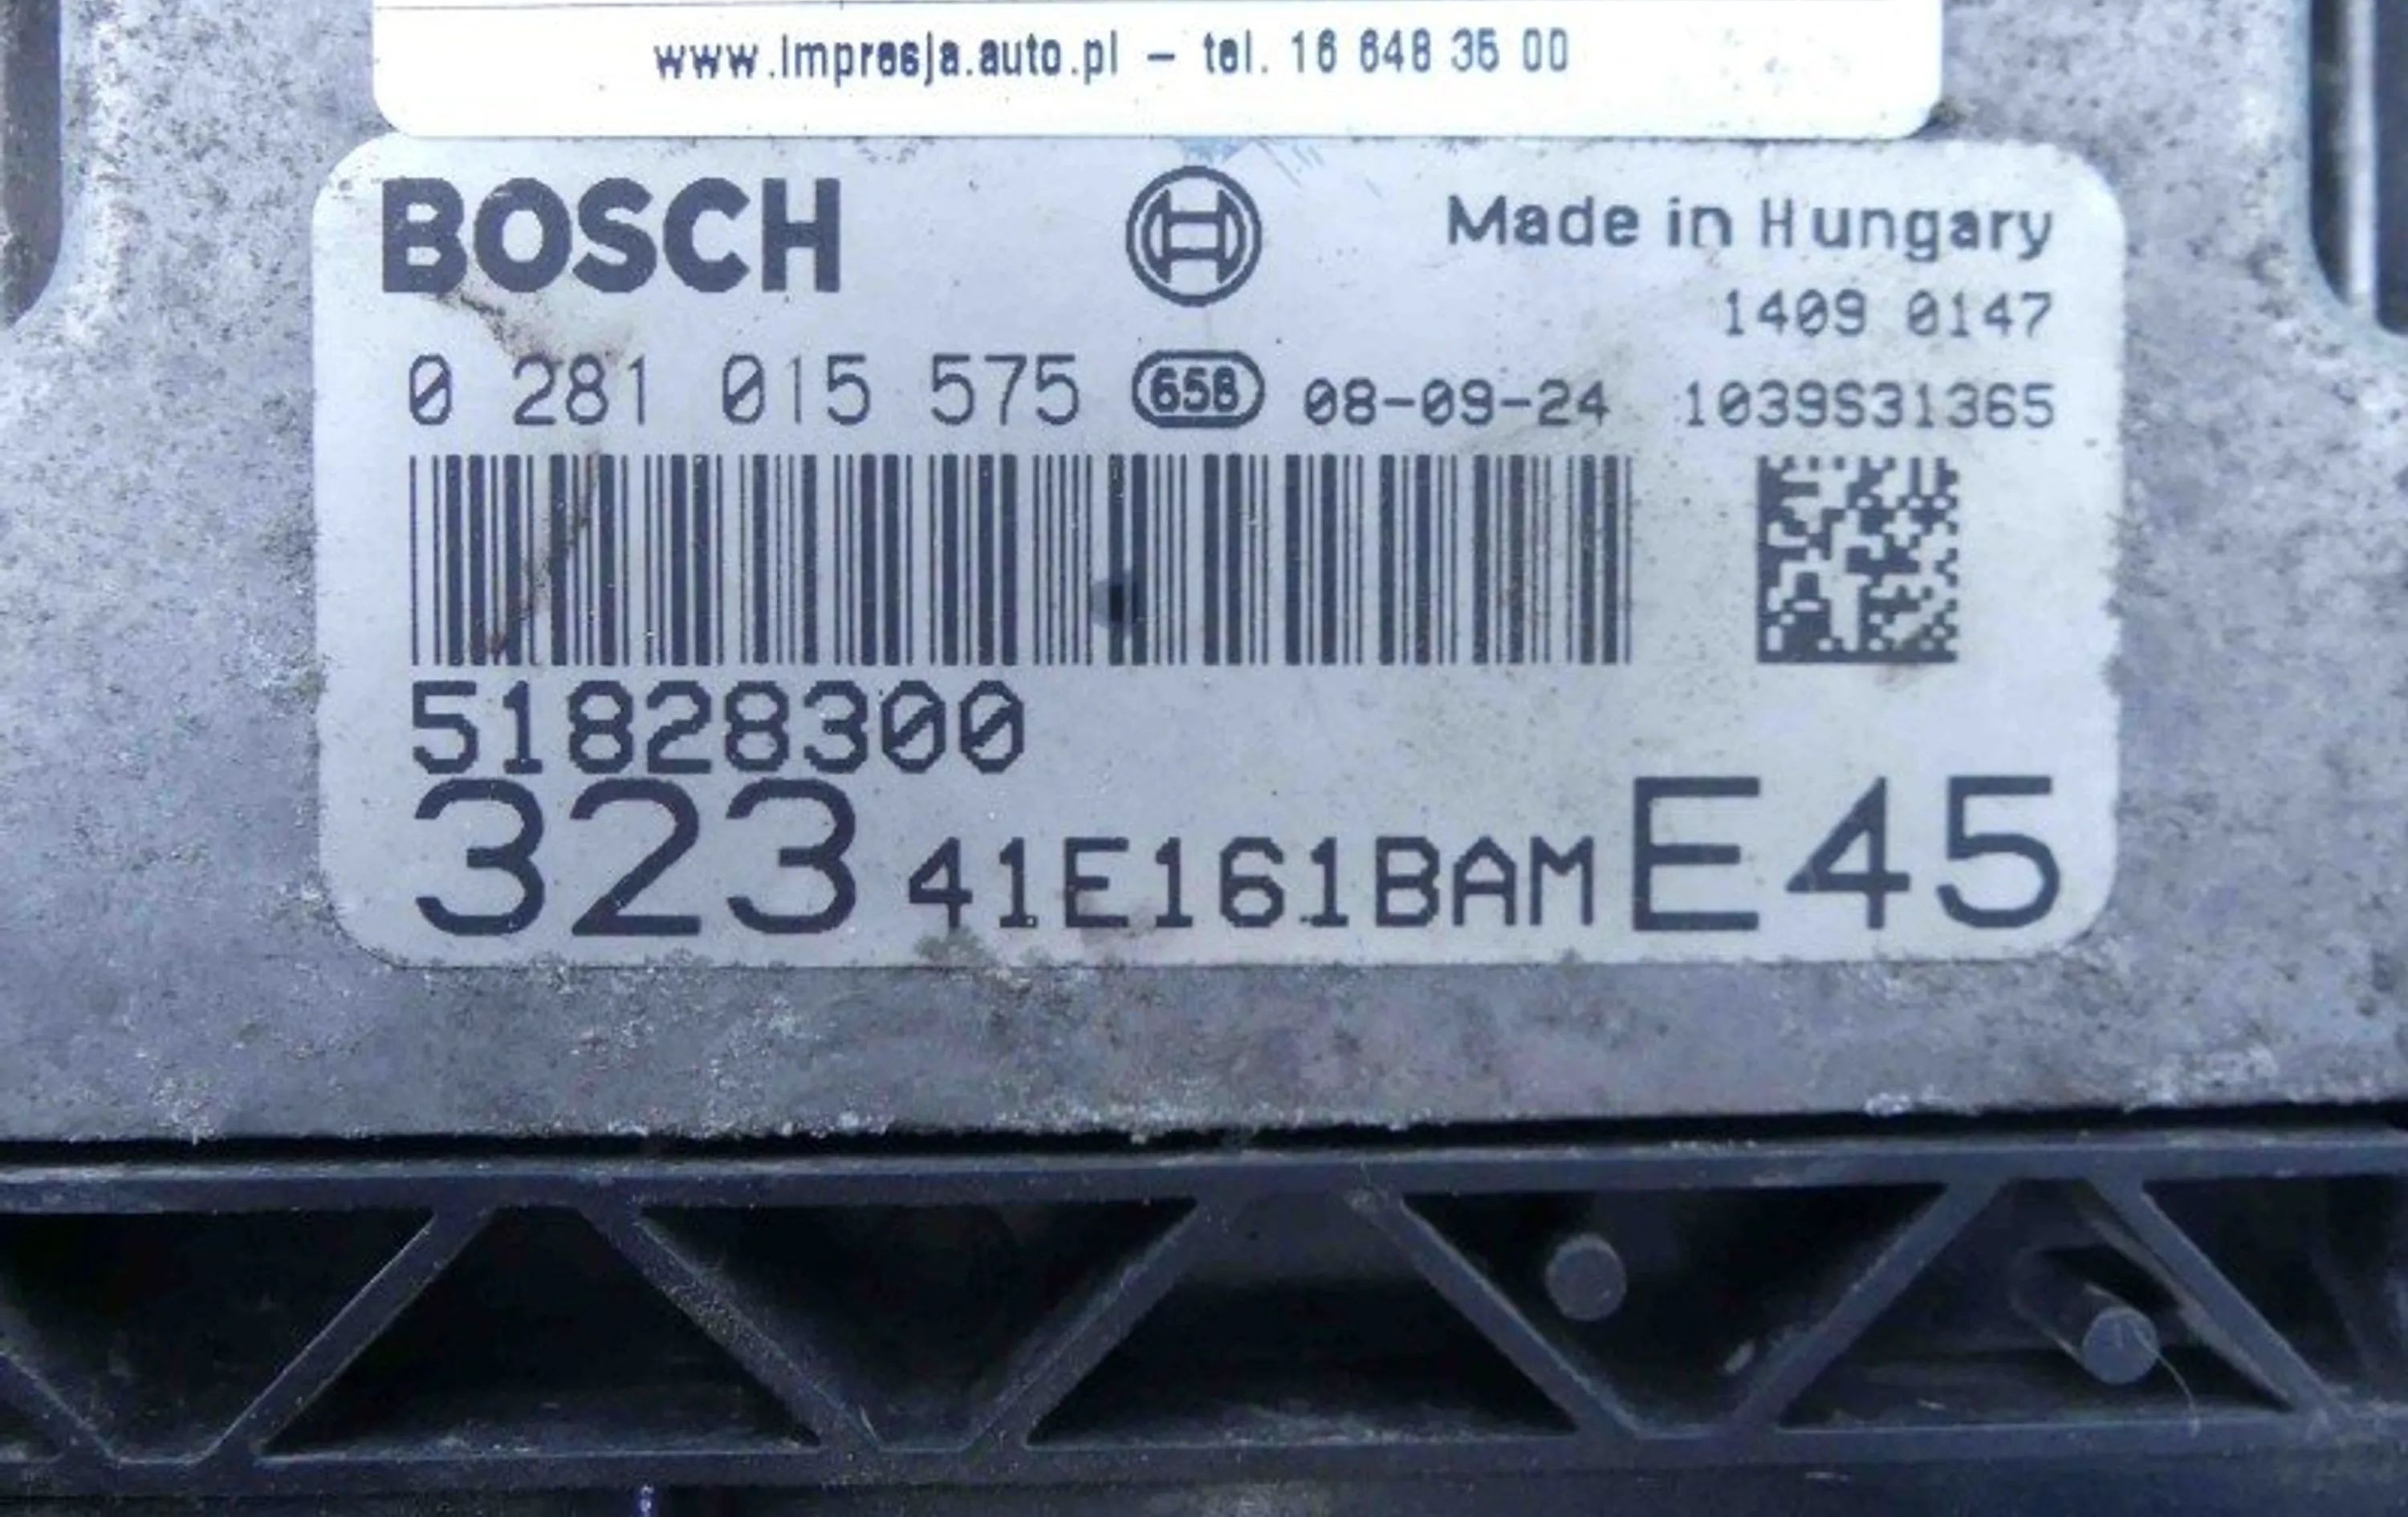 www.impresja.auto.pl - tel. 16 648 35 00
BOSCH Made in Hungary
1409 0147
0 281 015 575 658 08-09-24 1039S31365
51828300
323 41E161BAM E45